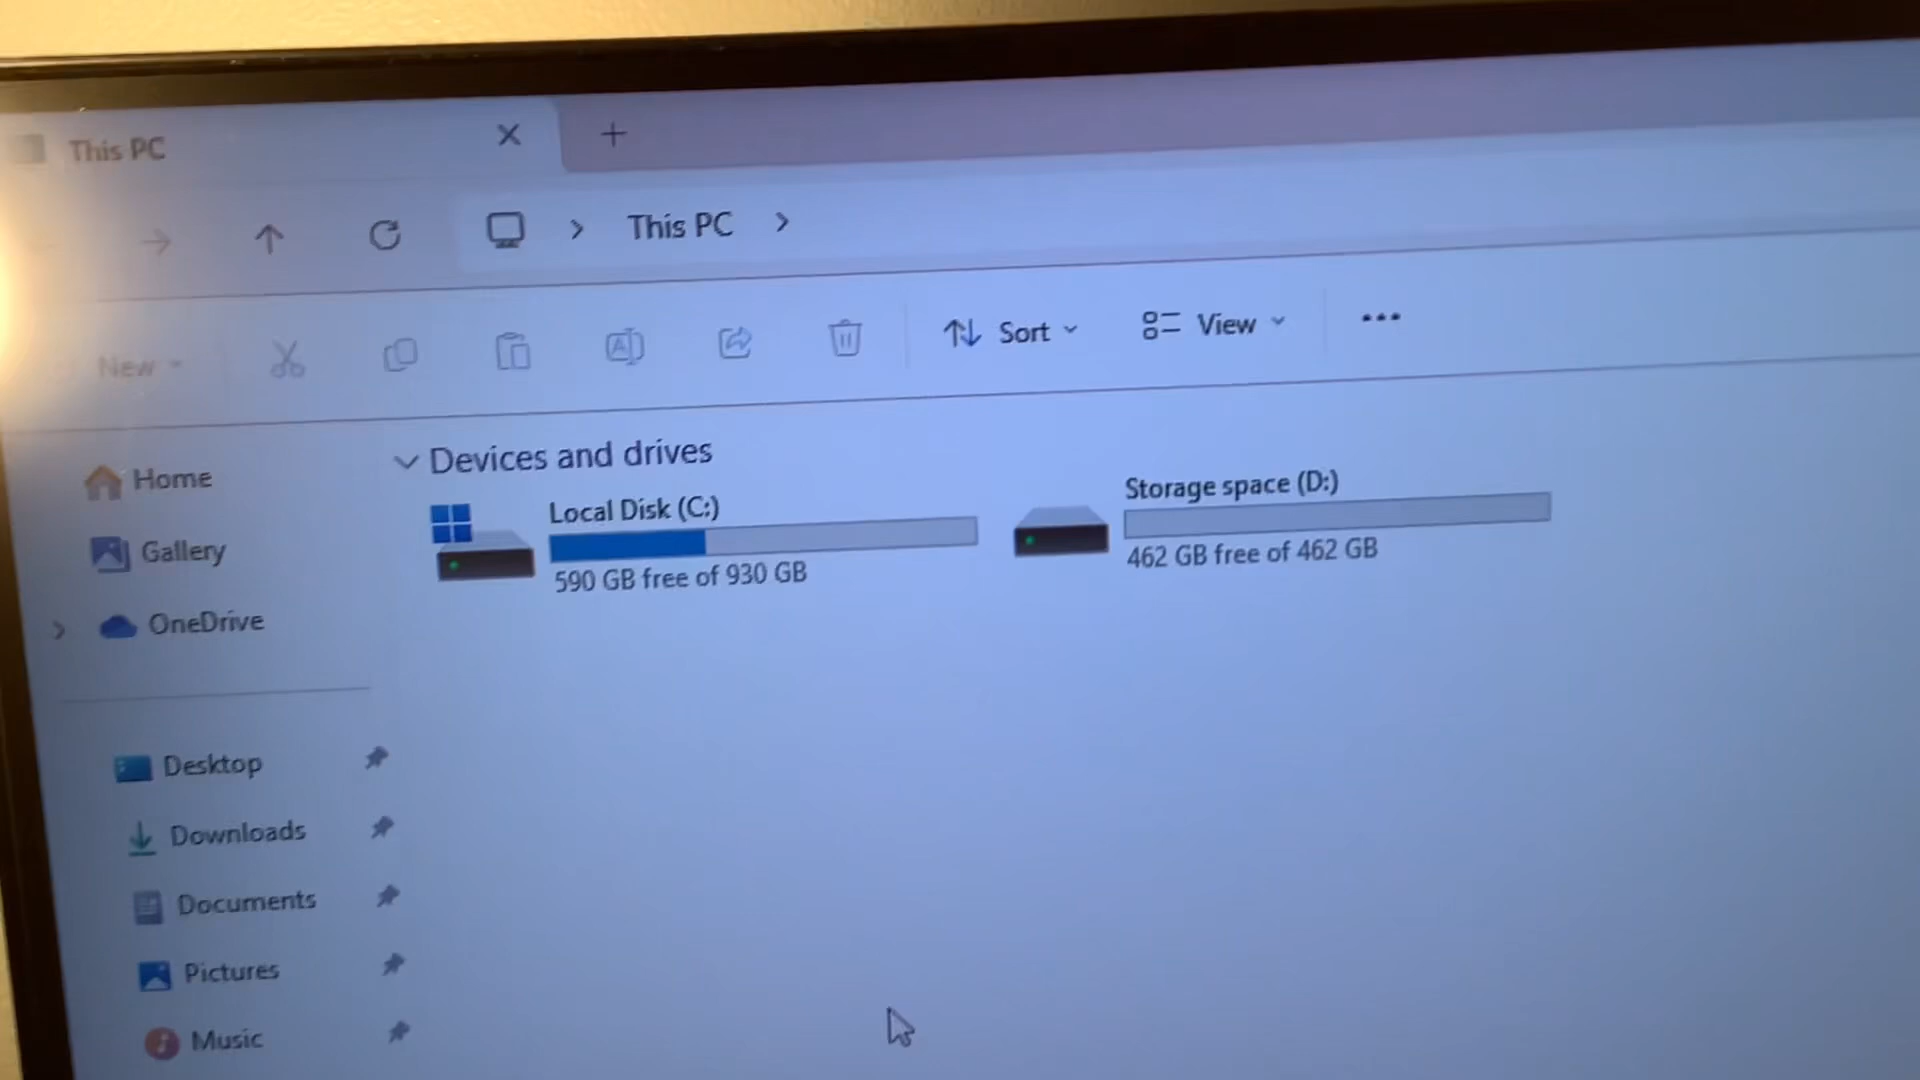 This PC
This PC
New
Sort
View
Home
Gallery
OneDrive
Desktop
Downloads
Documents
Pictures
Music
Devices and drives
Local Disk (C:)
590 GB free of 930 GB
Storage space (D:)
462 GB free of 462 GB